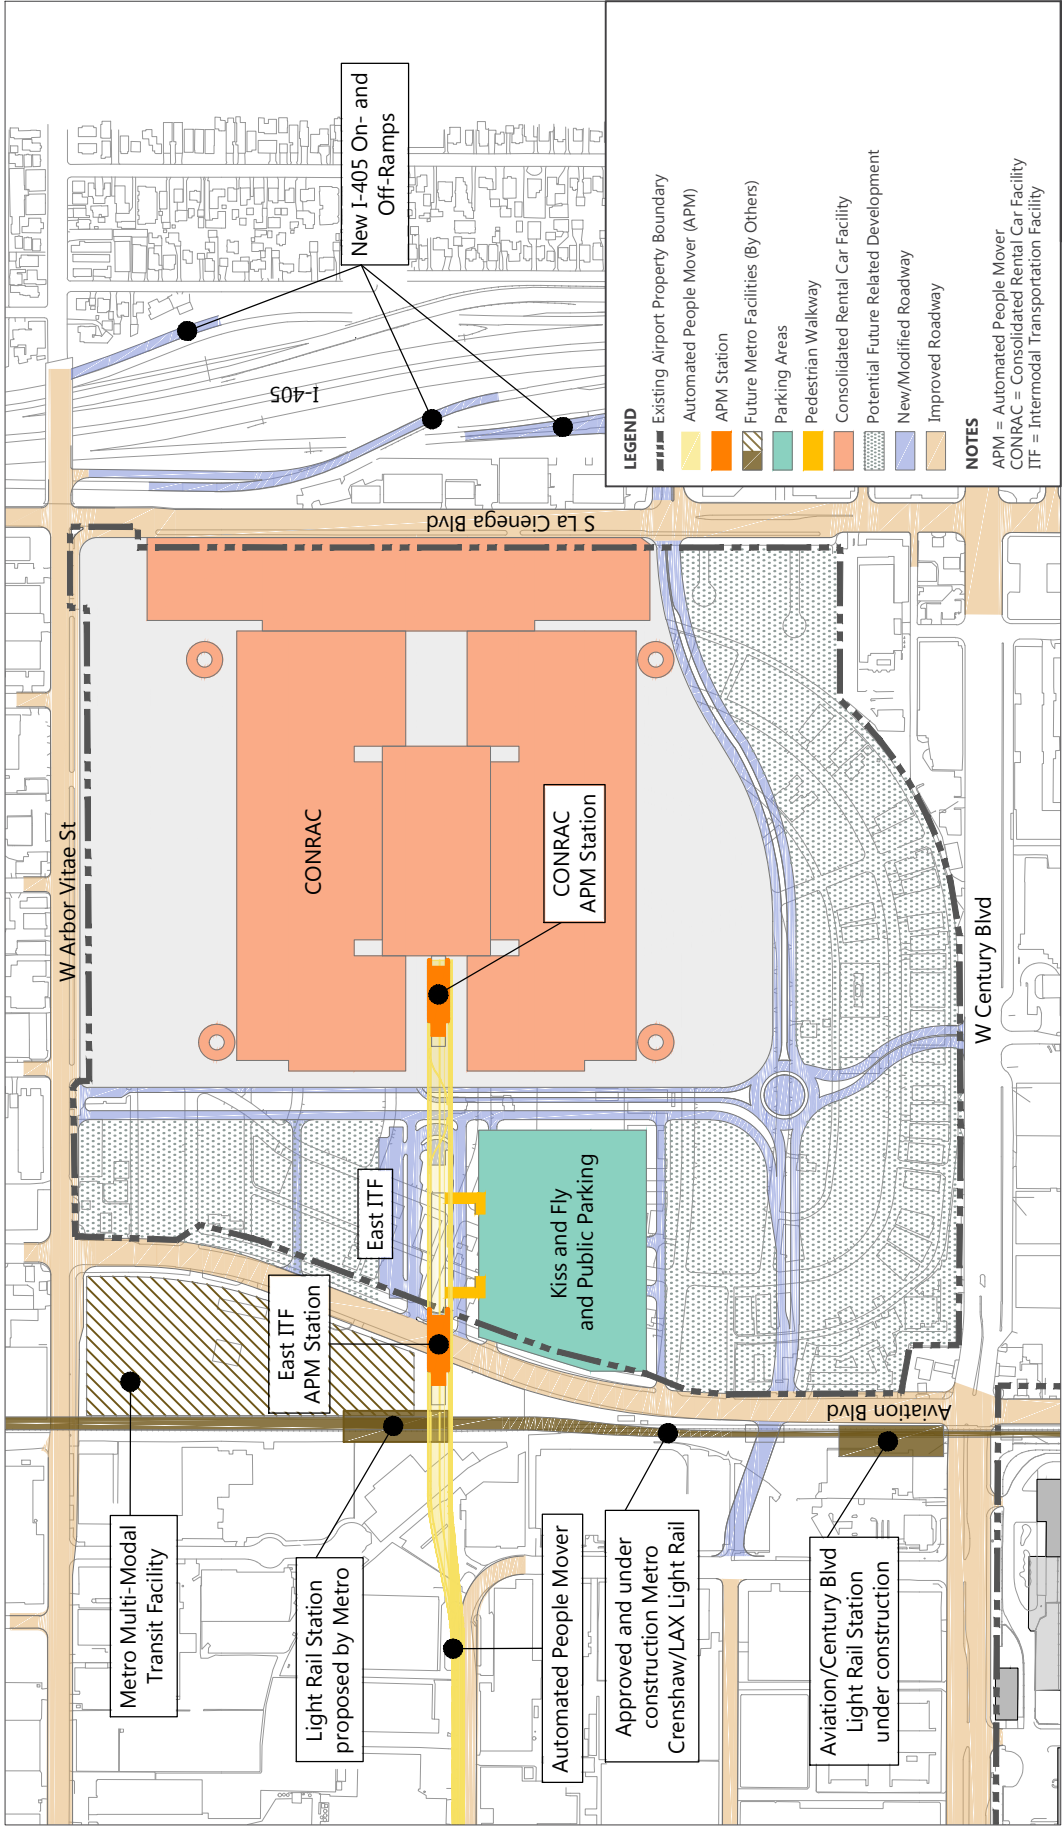 W Arbor Vitae St
Metro Multi-Modal
Transit Facility
Light Rail Station
proposed by Metro
East ITF
APM Station
East ITF
CONRAC
CONRAC
APM Station
Kiss and Fly
and Public Parking
Automated People Mover
Approved and under
construction Metro
Crenshaw/LAX Light Rail
Aviation/Century Blvd
Light Rail Station
under construction
Aviation Blvd
W Century Blvd
S La Cienega Blvd
I-405
New I-405 On- and
Off-Ramps
LEGEND
Existing Airport Property Boundary
Automated People Mover (APM)
APM Station
Future Metro Facilities (By Others)
Parking Areas
Pedestrian Walkway
Consolidated Rental Car Facility
Potential Future Related Development
New/Modified Roadway
Improved Roadway
NOTES
APM = Automated People Mover
CONRAC = Consolidated Rental Car Facility
ITF = Intermodal Transportation Facility